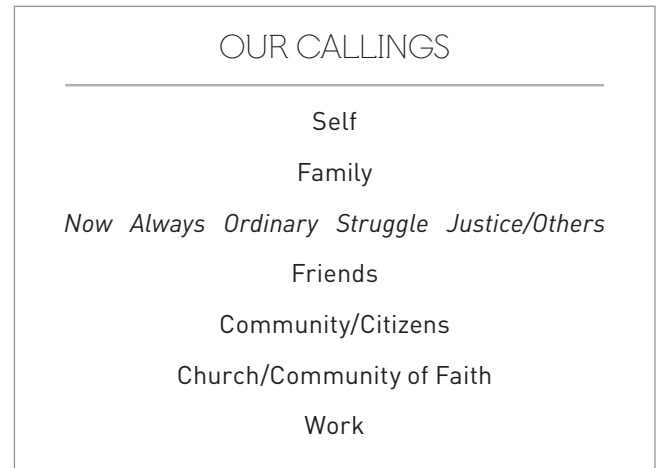 OUR CALLINGS
Self
Family
Now Always Ordinary Struggle Justice/Others
Friends
Community/Citizens
Church/Community of Faith
Work